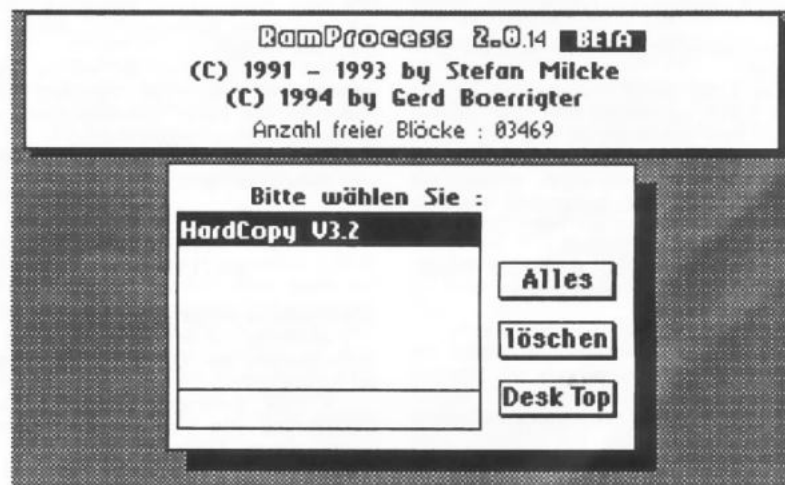 RamProcess 2.0.14 BETA
(C) 1991 - 1993 by Stefan Milcke
(C) 1994 by Gerd Boerrigter
Anzahl freier Blöcke : 03469
Bitte wählen Sie :
HardCopy V3.2
Alles
löschen
Desk Top